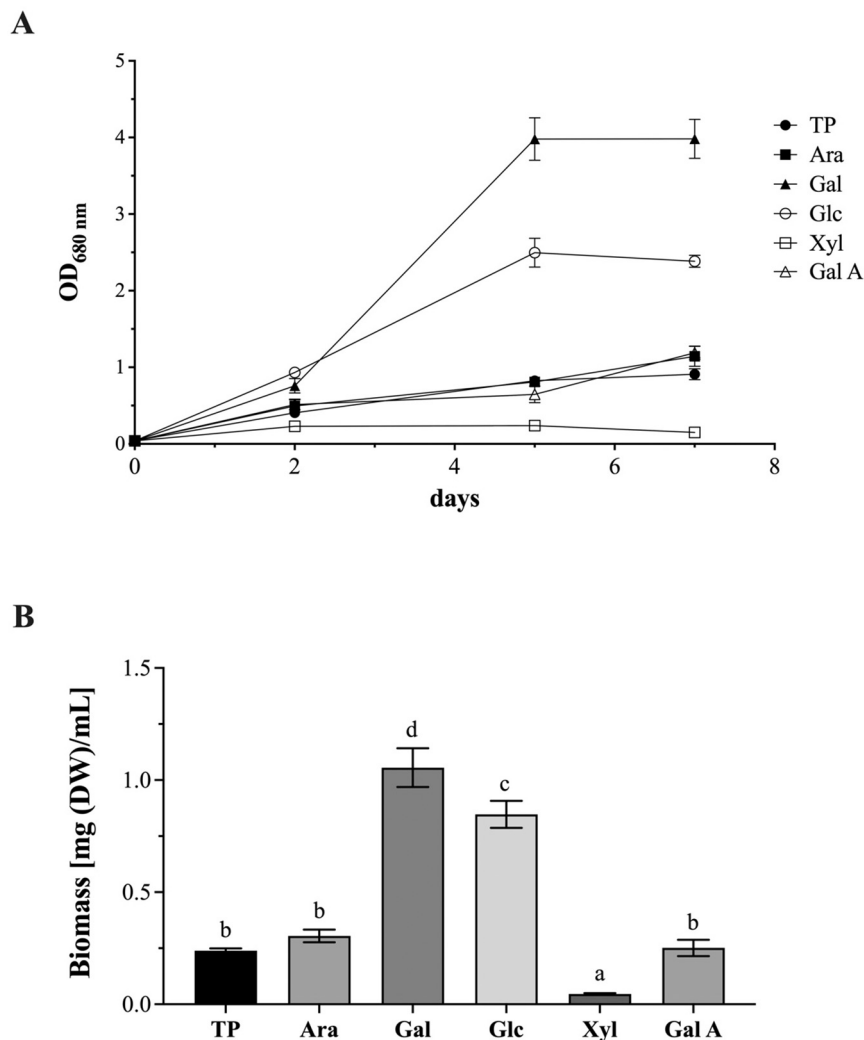 A
5
4
3
2
1
0
0 2 4 6 8
OD680 nm
days
TP
Ara
Gal
Glc
Xyl
Gal A
B
1.5
1.0
0.5
0.0
Biomass [mg (DW)/mL]
b b d c a b
TP Ara Gal Glc Xyl Gal A